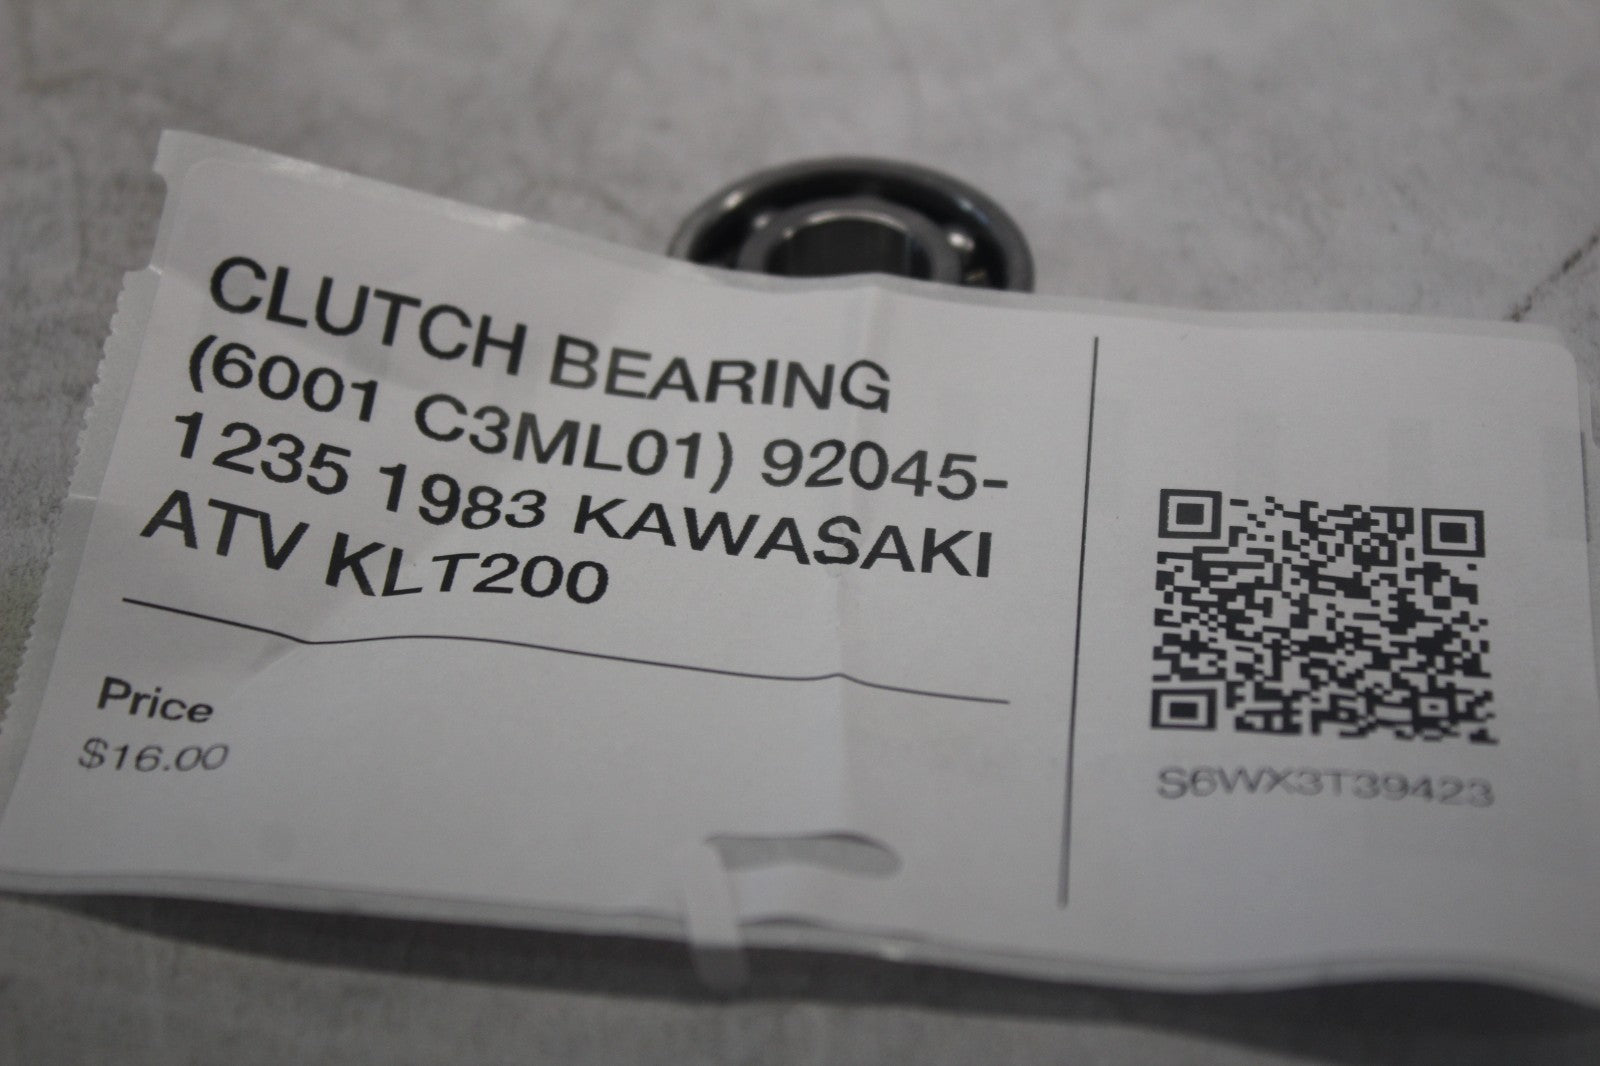 CLUTCH BEARING
(6001 C3ML01) 92045-
1235 1983 KAWASAKI
ATV KLT200
Price
$16.00
S6WX3T39423